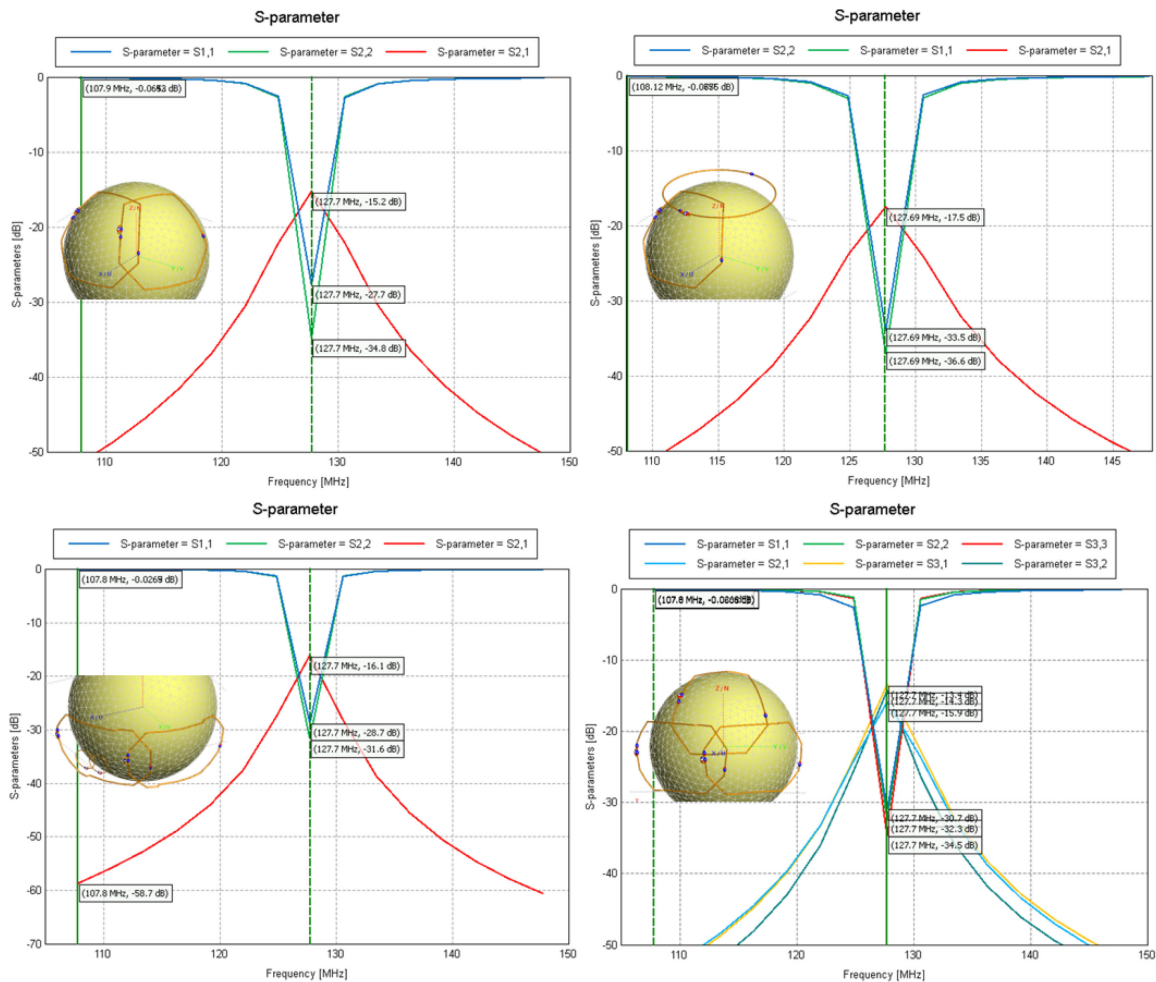 S-parameter
S-parameter = S1,1 S-parameter = S2,2 S-parameter = S2,1
S-parameters [dB]
0
-10
-20
-30
-40
-50
(127.7 MHz, -15.2 dB)
(127.7 MHz, -27.7 dB)
(127.7 MHz, -34.8 dB)
Z/N
X/U
Y/V
110 120 130 140 150
Frequency [MHz]
S-parameter
S-parameter = S2,2 S-parameter = S1,1 S-parameter = S2,1
S-parameters [dB]
0
-10
-20
-30
-40
-50
(127.69 MHz, -17.5 dB)
(127.69 MHz, -33.5 dB)
(127.69 MHz, -36.6 dB)
Z/N
X/U
Y/V
110 115 120 125 130 135 140 145
Frequency [MHz]
S-parameter
S-parameter = S1,1 S-parameter = S2,2 S-parameter = S2,1
S-parameters [dB]
0
-10
-20
-30
-40
-50
-60
-70
(127.7 MHz, -16.1 dB)
(127.7 MHz, -28.7 dB)
(127.7 MHz, -31.6 dB)
(107.8 MHz, -58.7 dB)
X/U
110 120 130 140 150
Frequency [MHz]
S-parameter
S-parameter = S1,1 S-parameter = S2,2 S-parameter = S3,3
S-parameter = S2,1 S-parameter = S3,1 S-parameter = S3,2
S-parameters [dB]
0
-10
-20
-30
-40
-50
(127.7 MHz, -14.3 dB)
(127.7 MHz, -15.9 dB)
(127.7 MHz, -30.7 dB)
(127.7 MHz, -32.3 dB)
(127.7 MHz, -34.5 dB)
Z/N
X/U
Y/V
110 120 130 140 150
Frequency [MHz]